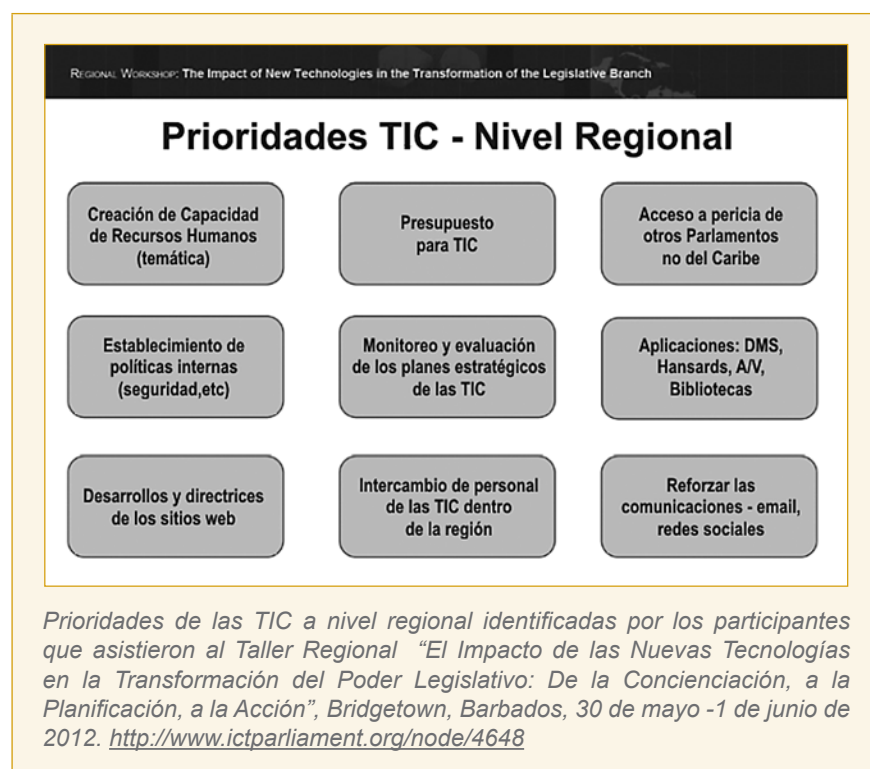 REGIONAL WORKSHOP: The Impact of New Technologies in the Transformation of the Legislative Branch
Prioridades TIC - Nivel Regional
Creación de Capacidad
de Recursos Humanos
(temática)
Presupuesto
para TIC
Acceso a pericia de
otros Parlamentos
no del Caribe
Establecimiento de
políticas internas
(seguridad,etc)
Monitoreo y evaluación
de los planes estratégicos
de las TIC
Aplicaciones: DMS,
Hansards, A/V,
Bibliotecas
Desarrollos y directrices
de los sitios web
Intercambio de personal
de las TIC dentro
de la región
Reforzar las
comunicaciones - email,
redes sociales
Prioridades de las TIC a nivel regional identificadas por los participantes
que asistieron al Taller Regional “El Impacto de las Nuevas Tecnologías
en la Transformación del Poder Legislativo: De la Concienciación, a la
Planificación, a la Acción”, Bridgetown, Barbados, 30 de mayo -1 de junio de
2012. http://www.ictparliament.org/node/4648